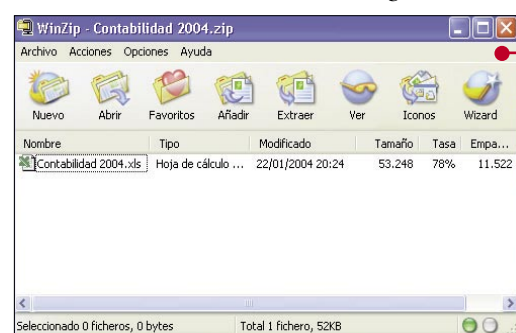 WinZip - Contabilidad 2004.zip
Archivo Acciones Opciones Ayuda
Nuevo Abrir Favoritos Añadir Extraer Ver Iconos Wizard
Nombre Tipo Modificado Tamaño Tasa Empa...
Contabilidad 2004.xls Hoja de cálculo ... 22/01/2004 20:24 53.248 78% 11.522
Seleccionado 0 ficheros, 0 bytes Total 1 fichero, 52KB